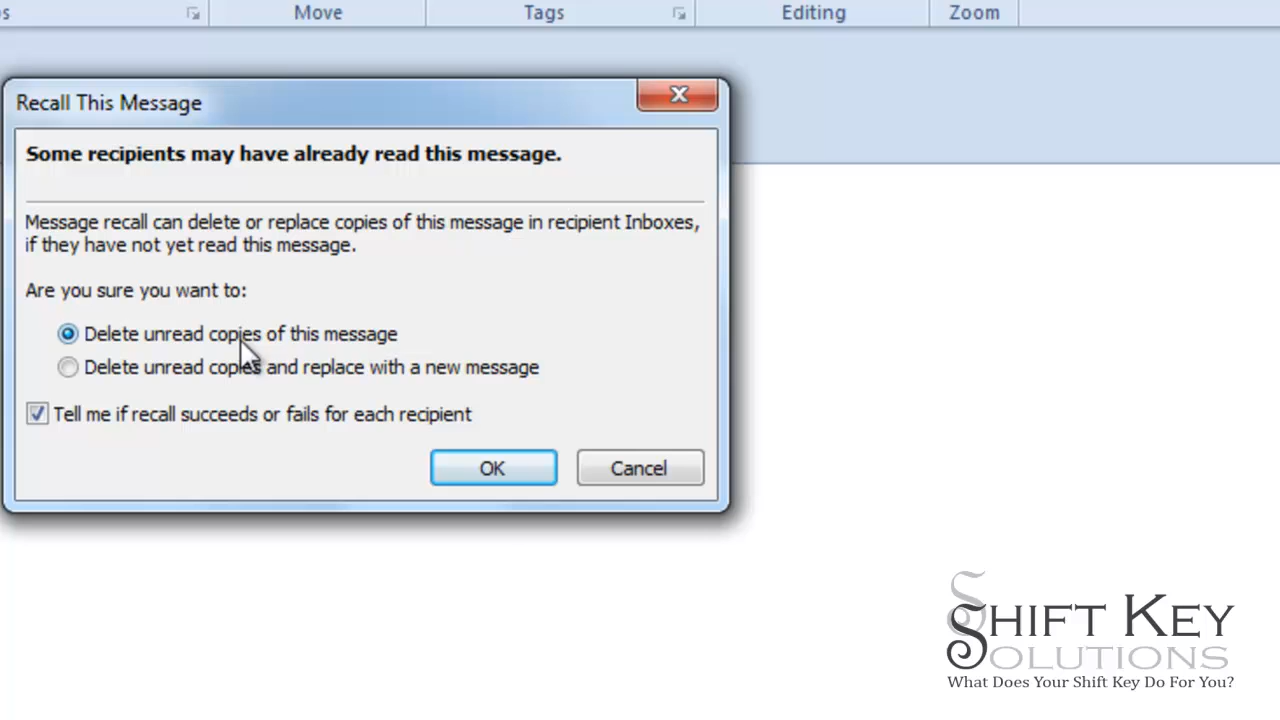 Move Tags Editing Zoom
Recall This Message
Some recipients may have already read this message.
Message recall can delete or replace copies of this message in recipient Inboxes,
if they have not yet read this message.
Are you sure you want to:
Delete unread copies of this message
Delete unread copies and replace with a new message
Tell me if recall succeeds or fails for each recipient
OK Cancel
SHIFT KEY
SOLUTIONS
What Does Your Shift Key Do For You?